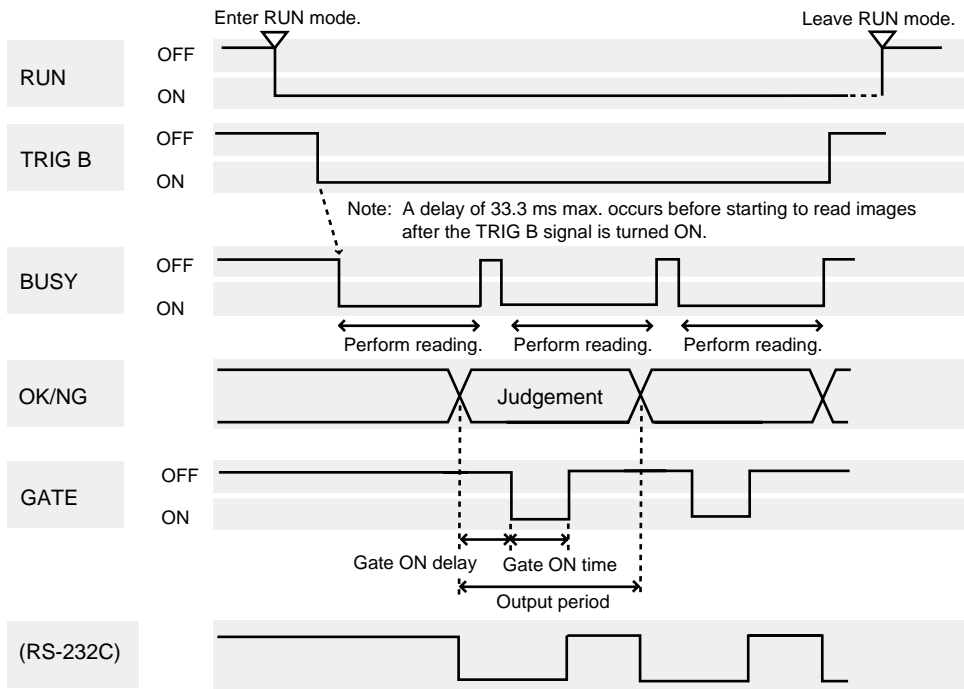 Enter RUN mode.
Leave RUN mode.
RUN
OFF
ON
TRIG B
OFF
ON
Note: A delay of 33.3 ms max. occurs before starting to read images
after the TRIG B signal is turned ON.
BUSY
OFF
ON
Perform reading.
Perform reading.
Perform reading.
OK/NG
Judgement
GATE
OFF
ON
Gate ON delay
Gate ON time
Output period
(RS-232C)